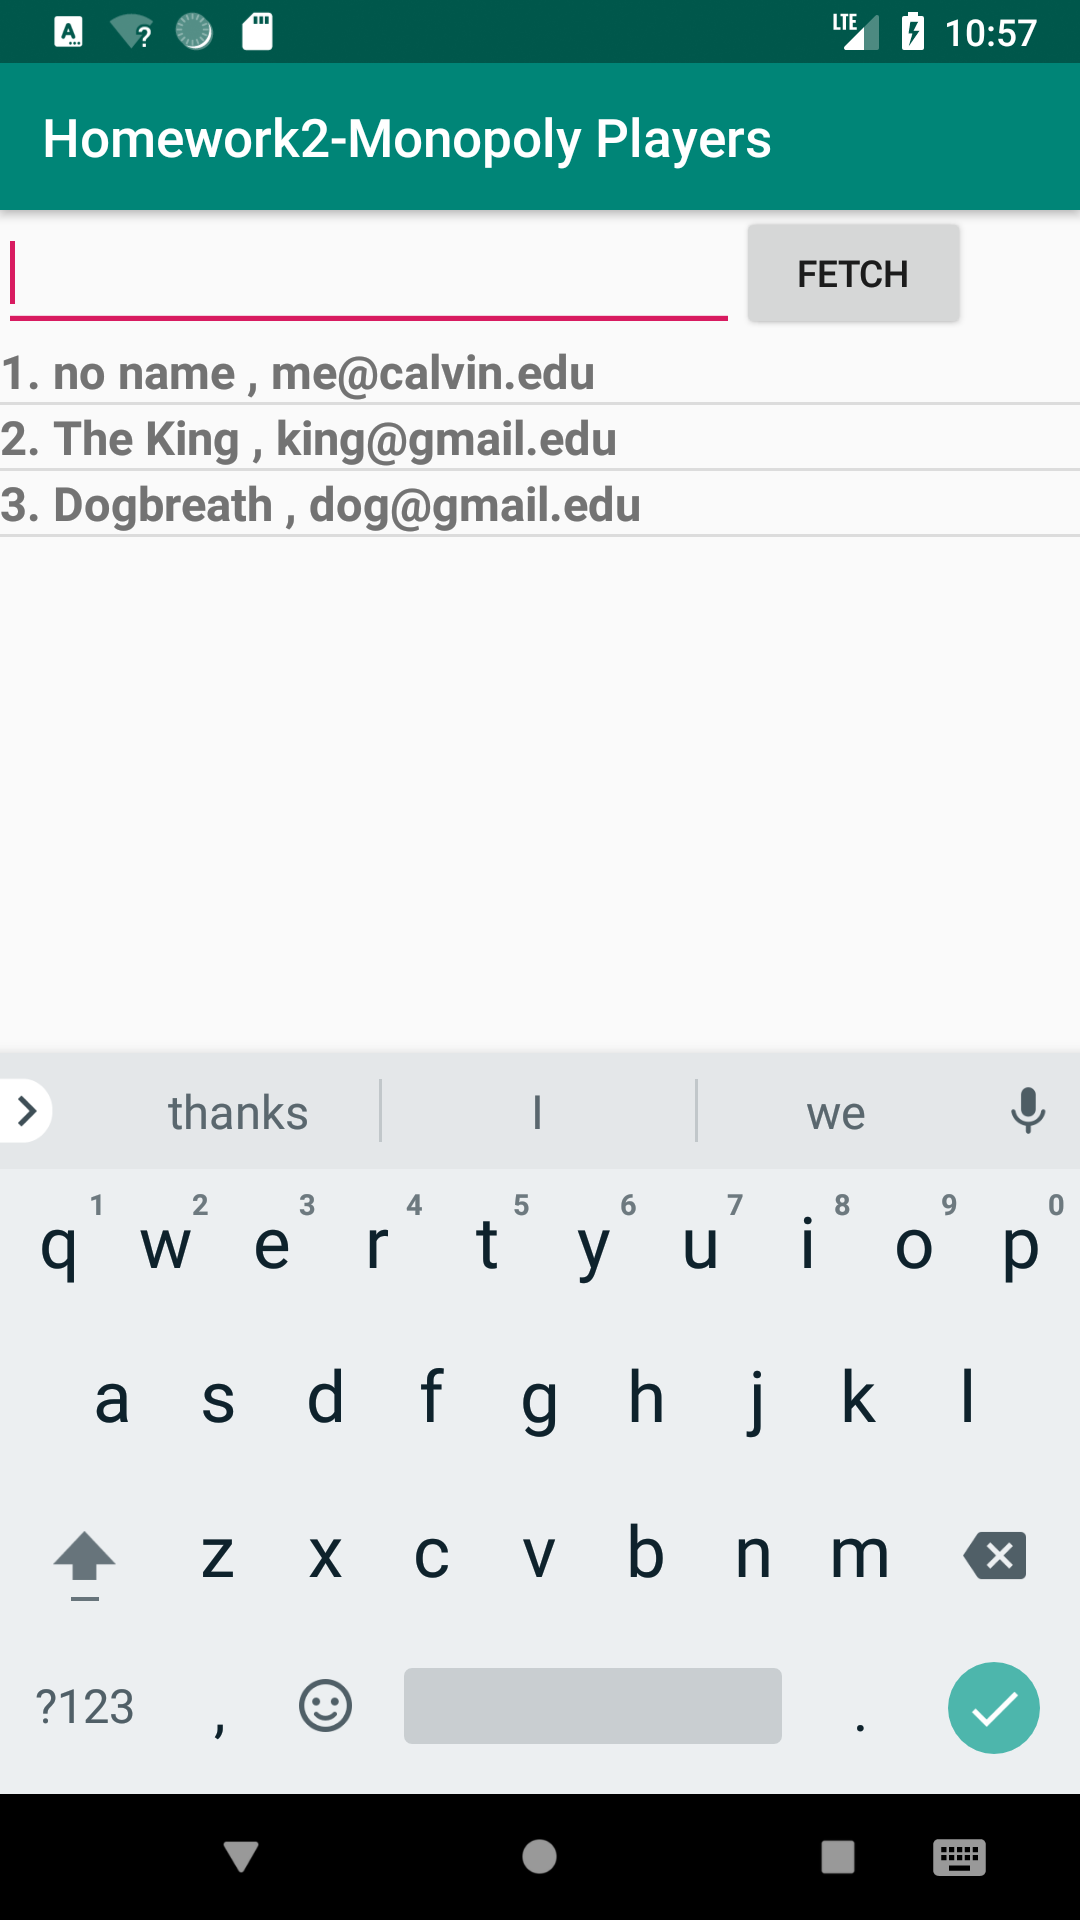 A
?
LTE
10:57
Homework2-Monopoly Players
FETCH
1. no name , me@calvin.edu
2. The King , king@gmail.edu
3. Dogbreath , dog@gmail.edu
thanks I we
1 2 3 4 5 6 7 8 9 0
q w e r t y u i o p
a s d f g h j k l
z x c v b n m
?123 , .